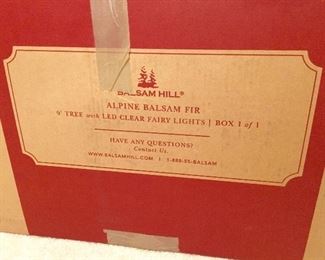 BALSAM HILL®
ALPINE BALSAM FIR
9' TREE with LED CLEAR FAIRY LIGHTS | BOX 1 of 1
HAVE ANY QUESTIONS?
Contact Us.
WWW.BALSAMHILL.COM | 1-888-55-BALSAM